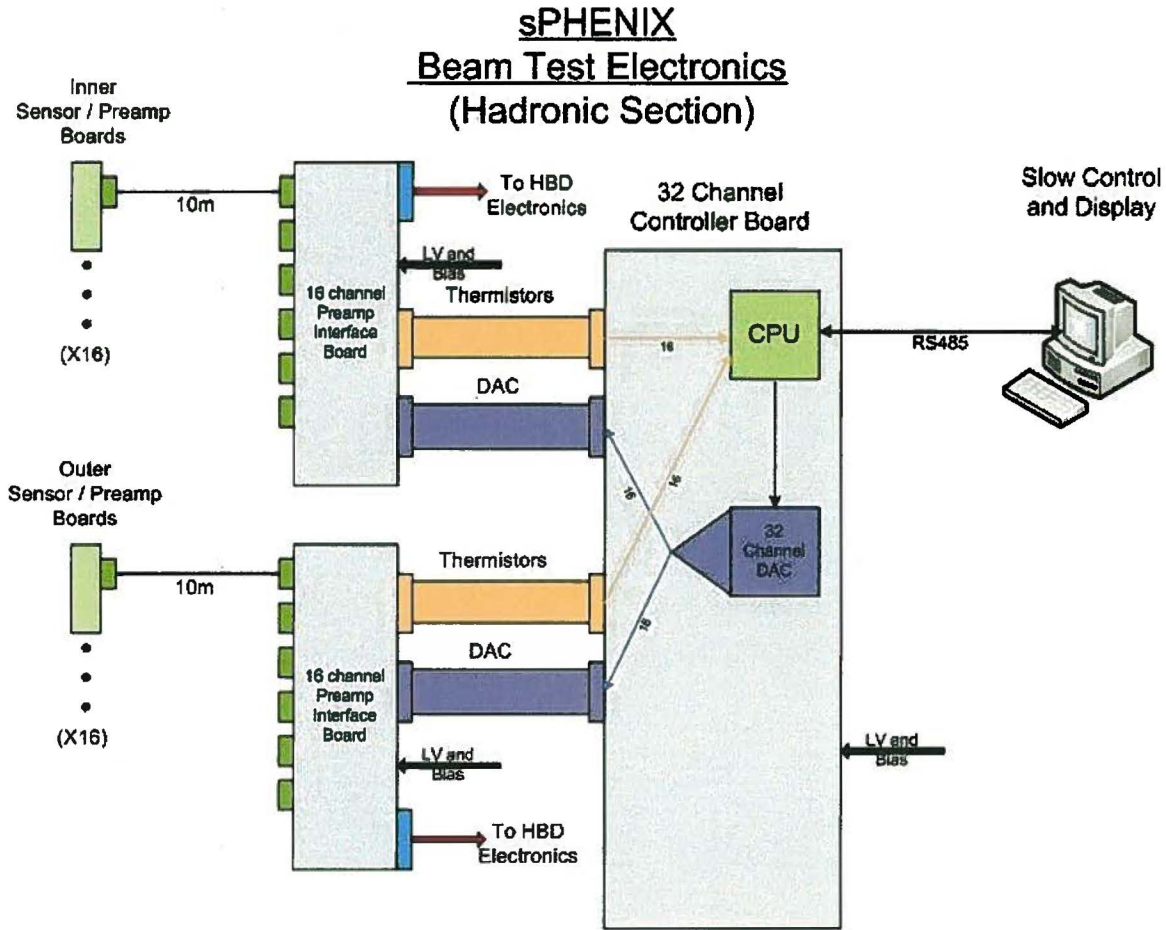 sPHENIX
Beam Test Electronics
(Hadronic Section)
Inner
Sensor / Preamp
Boards
10m
(X16)
16 channel
Preamp
Interface
Board
To HBD
Electronics
LV and
Bias
Thermistors
DAC
32 Channel
Controller Board
16
CPU
RS485
Slow Control
and Display
16
16
32
Channel
DAC
16
Outer
Sensor / Preamp
Boards
10m
(X16)
16 channel
Preamp
Interface
Board
Thermistors
DAC
LV and
Bias
To HBD
Electronics
LV and
Bias